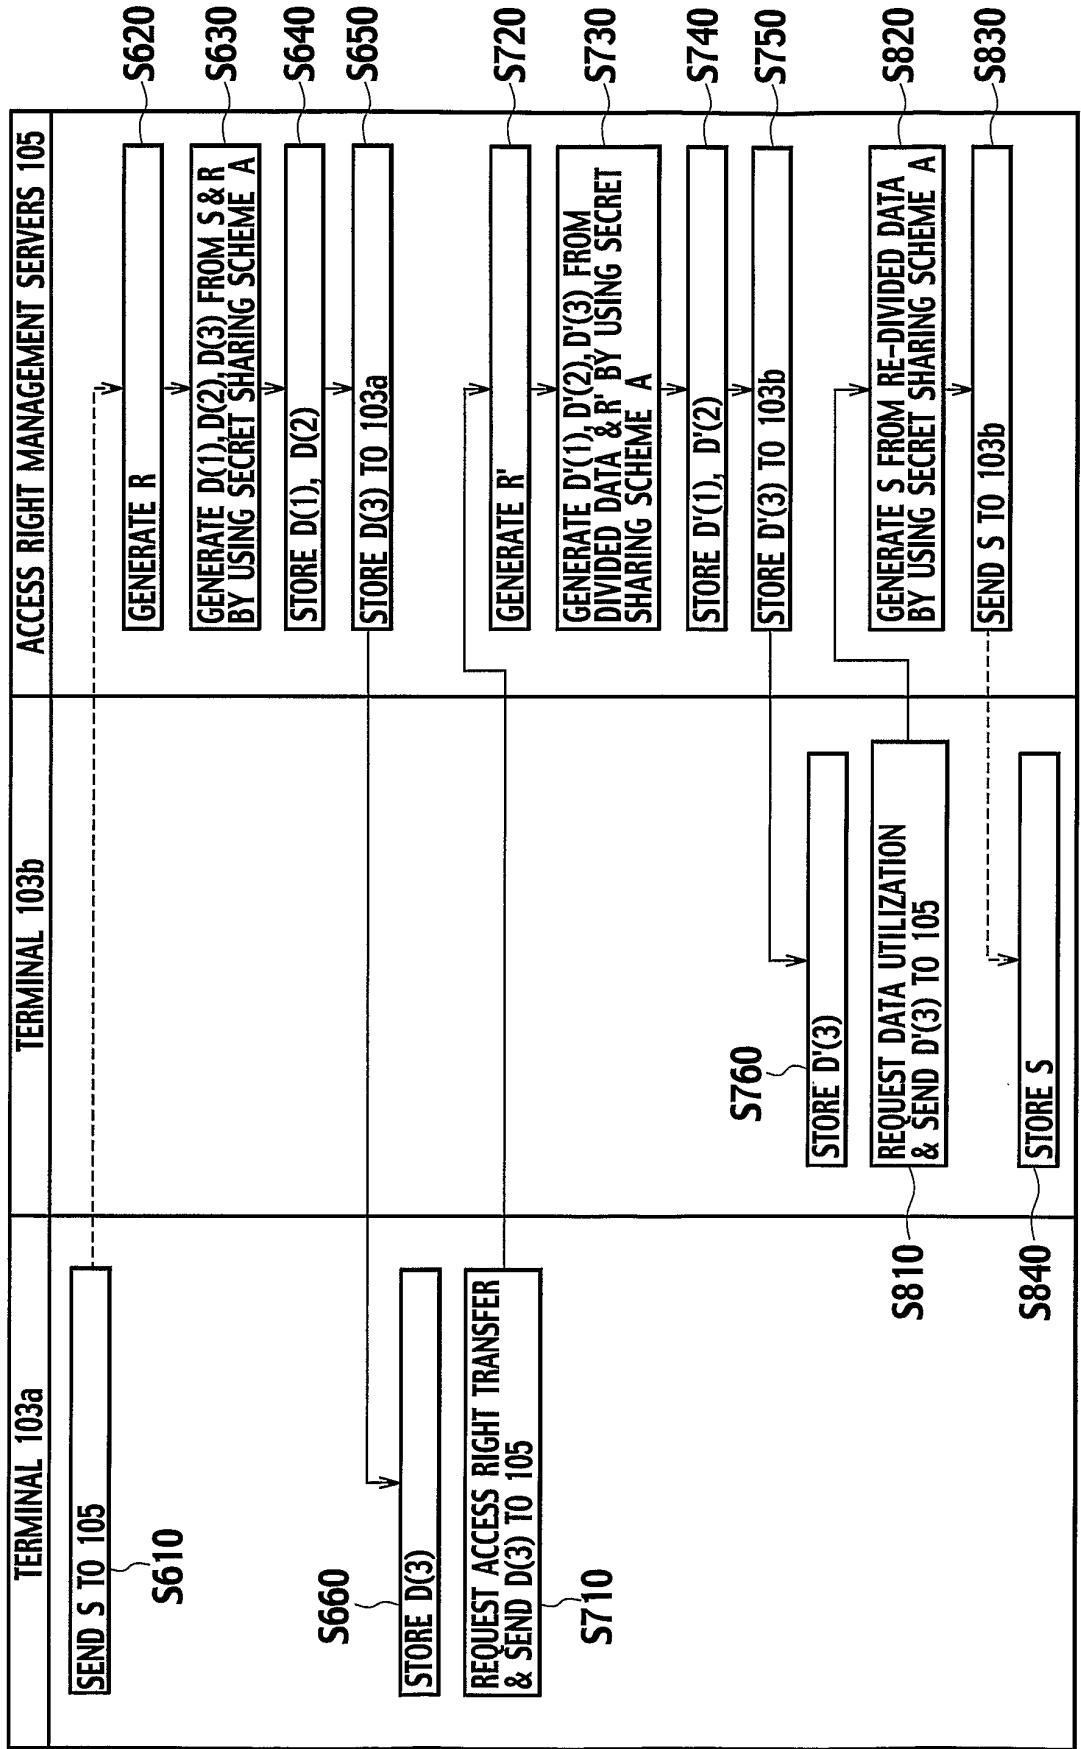 TERMINAL 103a
TERMINAL 103b
ACCESS RIGHT MANAGEMENT SERVERS 105
SEND S TO 105
S610
GENERATE R
S620
GENERATE D(1), D(2), D(3) FROM S & R
BY USING SECRET SHARING SCHEME A
S630
STORE D(1), D(2)
S640
STORE D(3) TO 103a
S650
S660
STORE D(3)
REQUEST ACCESS RIGHT TRANSFER
& SEND D(3) TO 105
S710
GENERATE R'
S720
GENERATE D'(1), D'(2), D'(3) FROM
DIVIDED DATA & R' BY USING SECRET
SHARING SCHEME A
S730
STORE D'(1), D'(2)
S740
STORE D'(3) TO 103b
S750
S760
STORE D'(3)
REQUEST DATA UTILIZATION
& SEND D'(3) TO 105
S810
GENERATE S FROM RE-DIVIDED DATA
BY USING SECRET SHARING SCHEME A
S820
SEND S TO 103b
S830
STORE S
S840